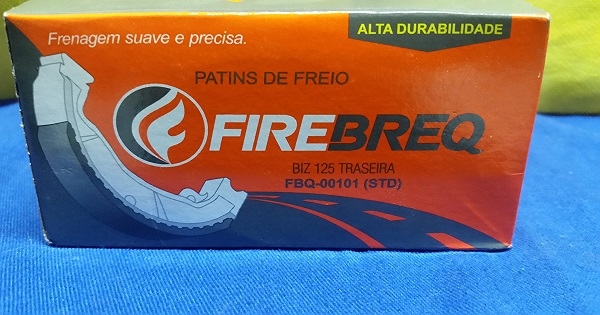 Frenagem suave e precisa.
ALTA DURABILIDADE
PATINS DE FREIO
FIREBREQ
BIZ 125 TRASEIRA
FBQ-00101 (STD)